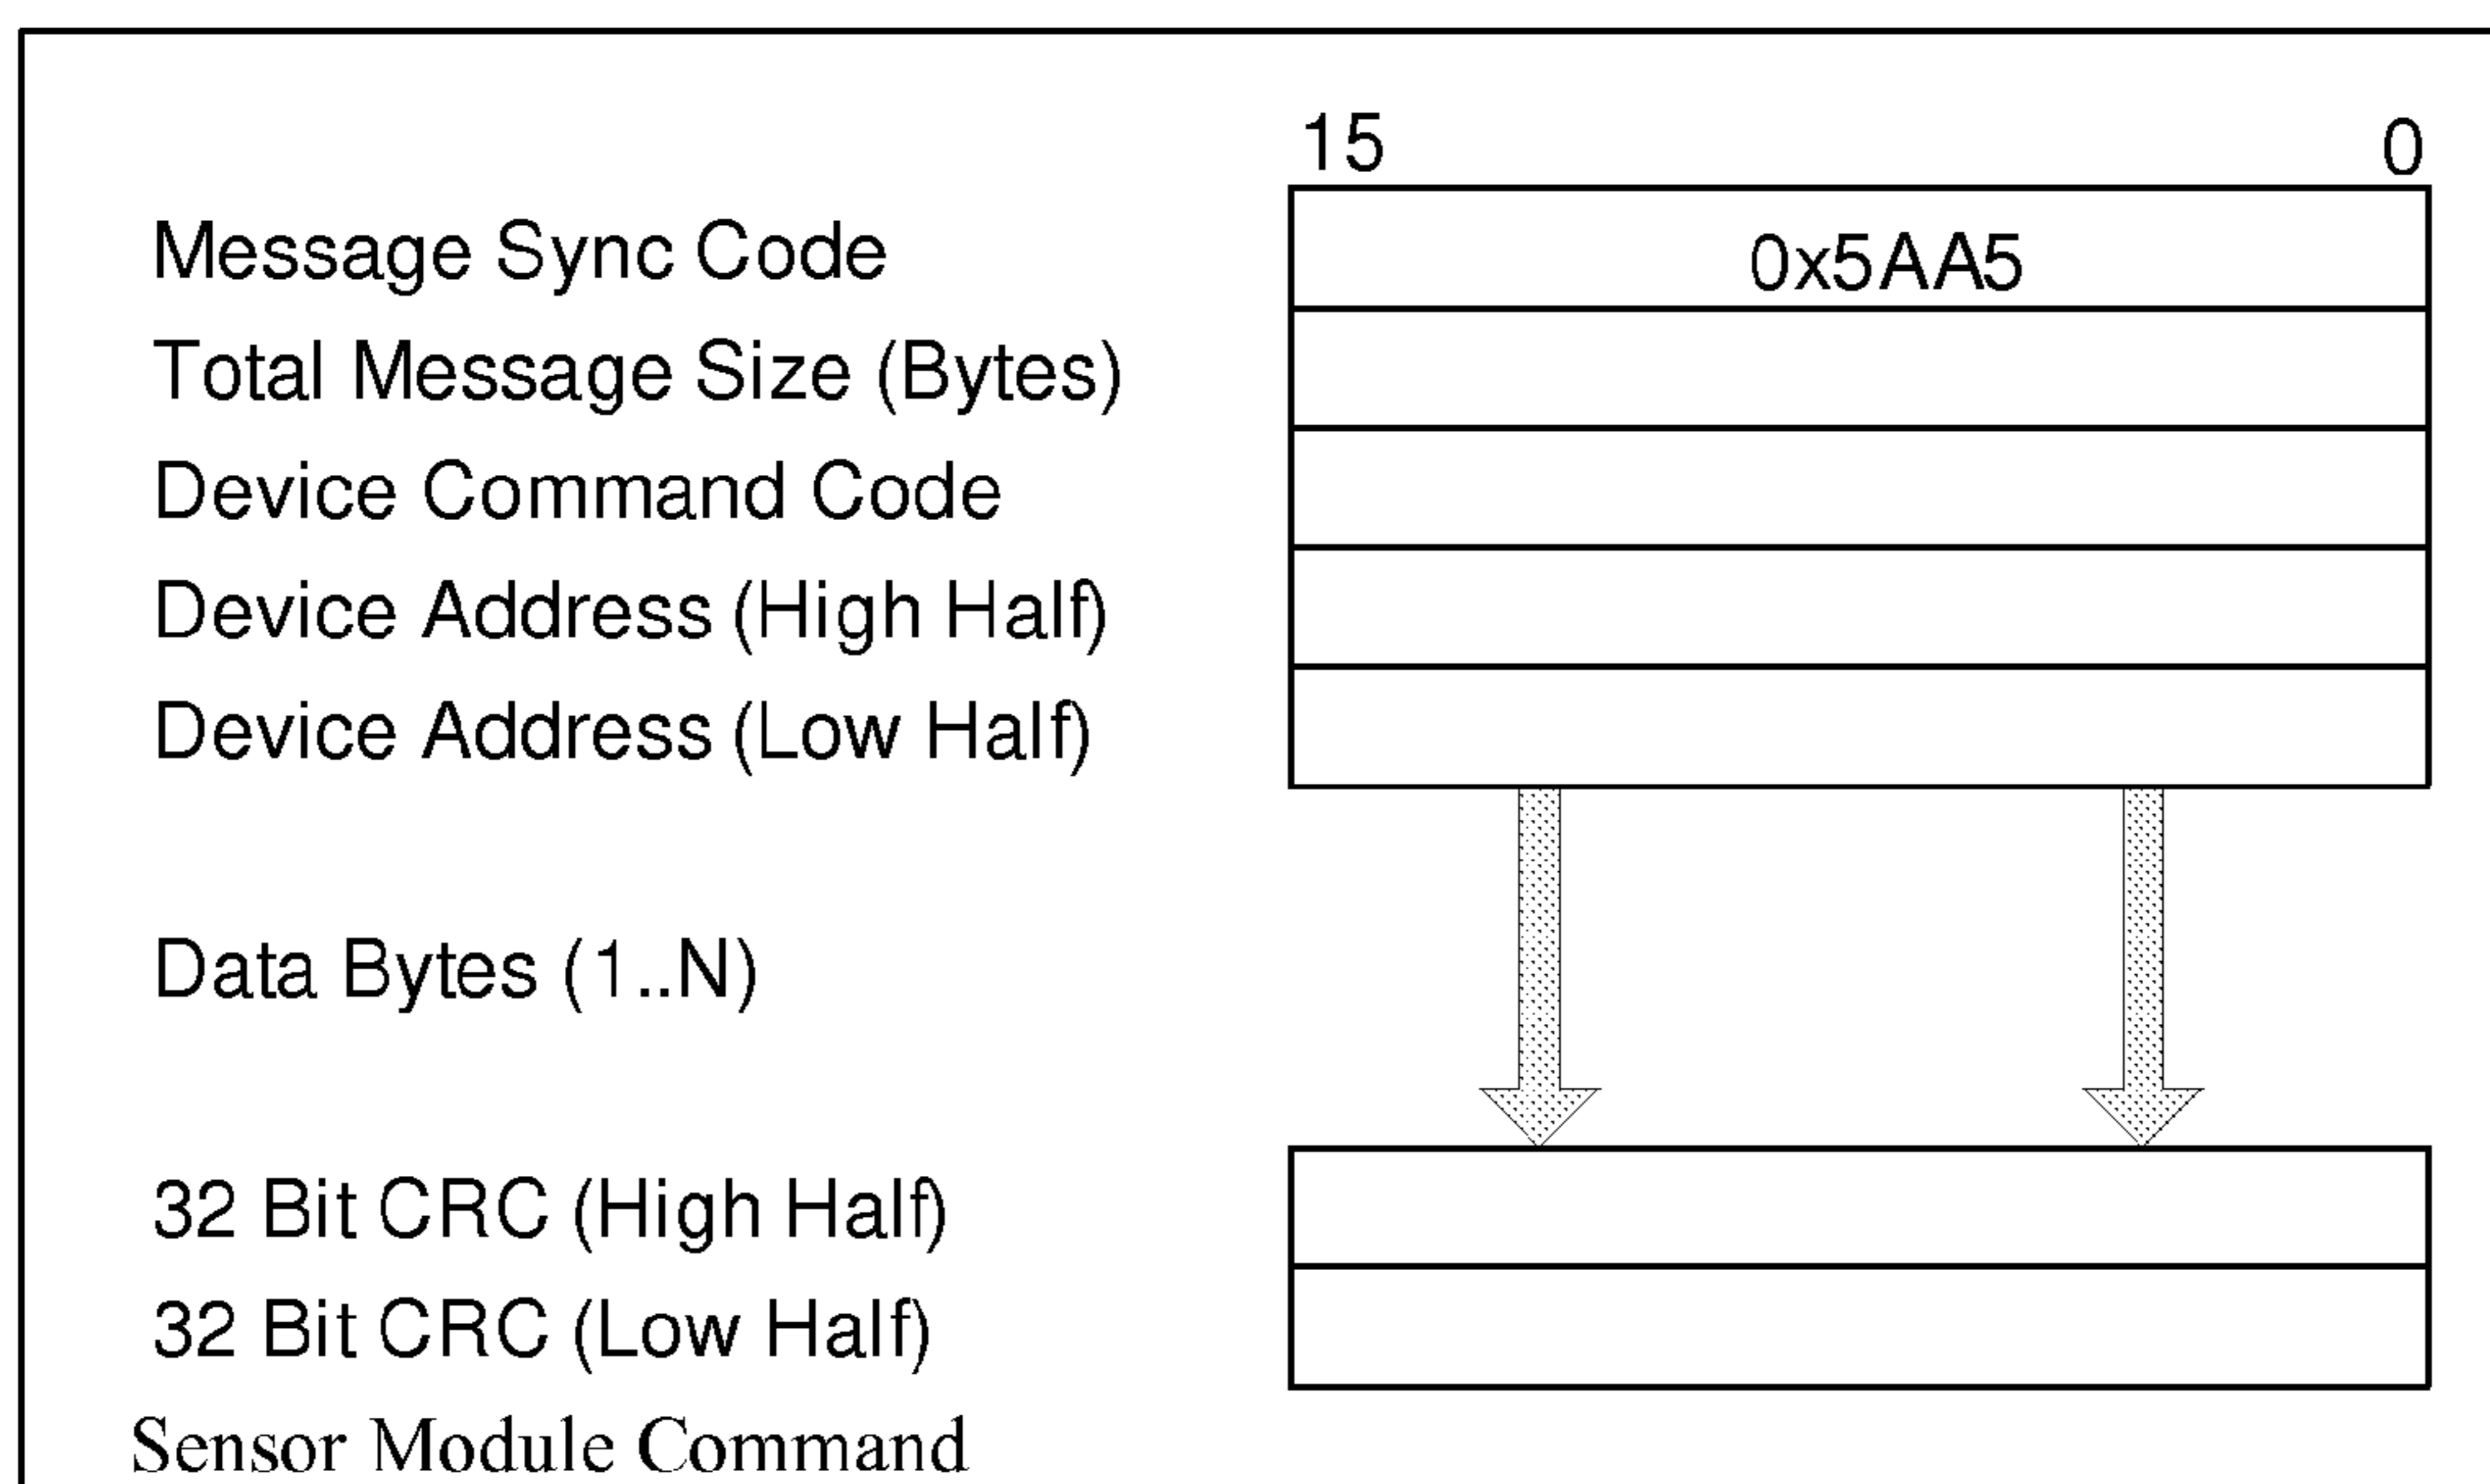 15 0
Message Sync Code 0x5AA5
Total Message Size (Bytes)
Device Command Code
Device Address (High Half)
Device Address (Low Half)
Data Bytes (1..N)
32 Bit CRC (High Half)
32 Bit CRC (Low Half)
Sensor Module Command